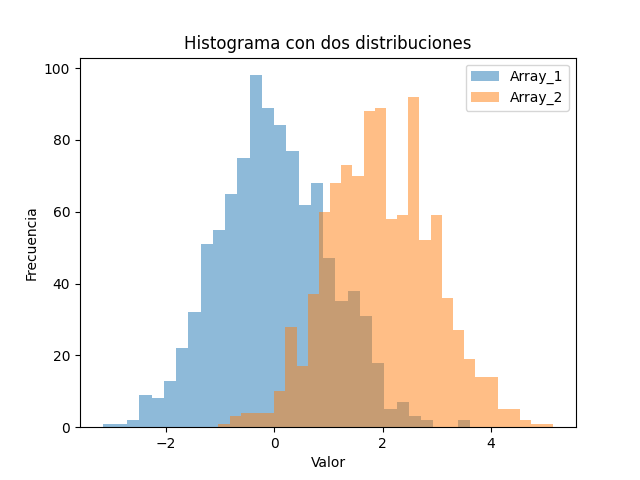 Histograma con dos distribuciones
Array_1
Array_2
Frecuencia
100
80
60
40
20
0
−2
0
2
4
Valor